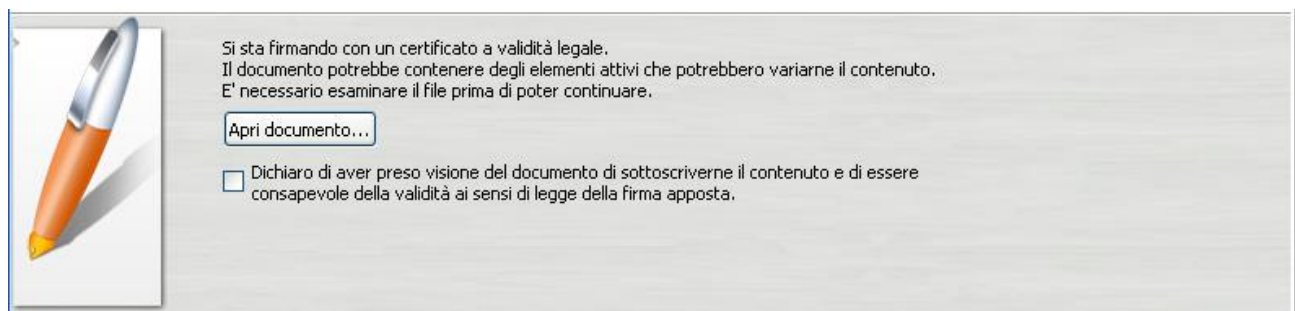 Si sta firmando con un certificato a validità legale.
Il documento potrebbe contenere degli elementi attivi che potrebbero variarne il contenuto.
E' necessario esaminare il file prima di poter continuare.
Apri documento...
Dichiaro di aver preso visione del documento di sottoscriverne il contenuto e di essere
consapevole della validità ai sensi di legge della firma apposta.